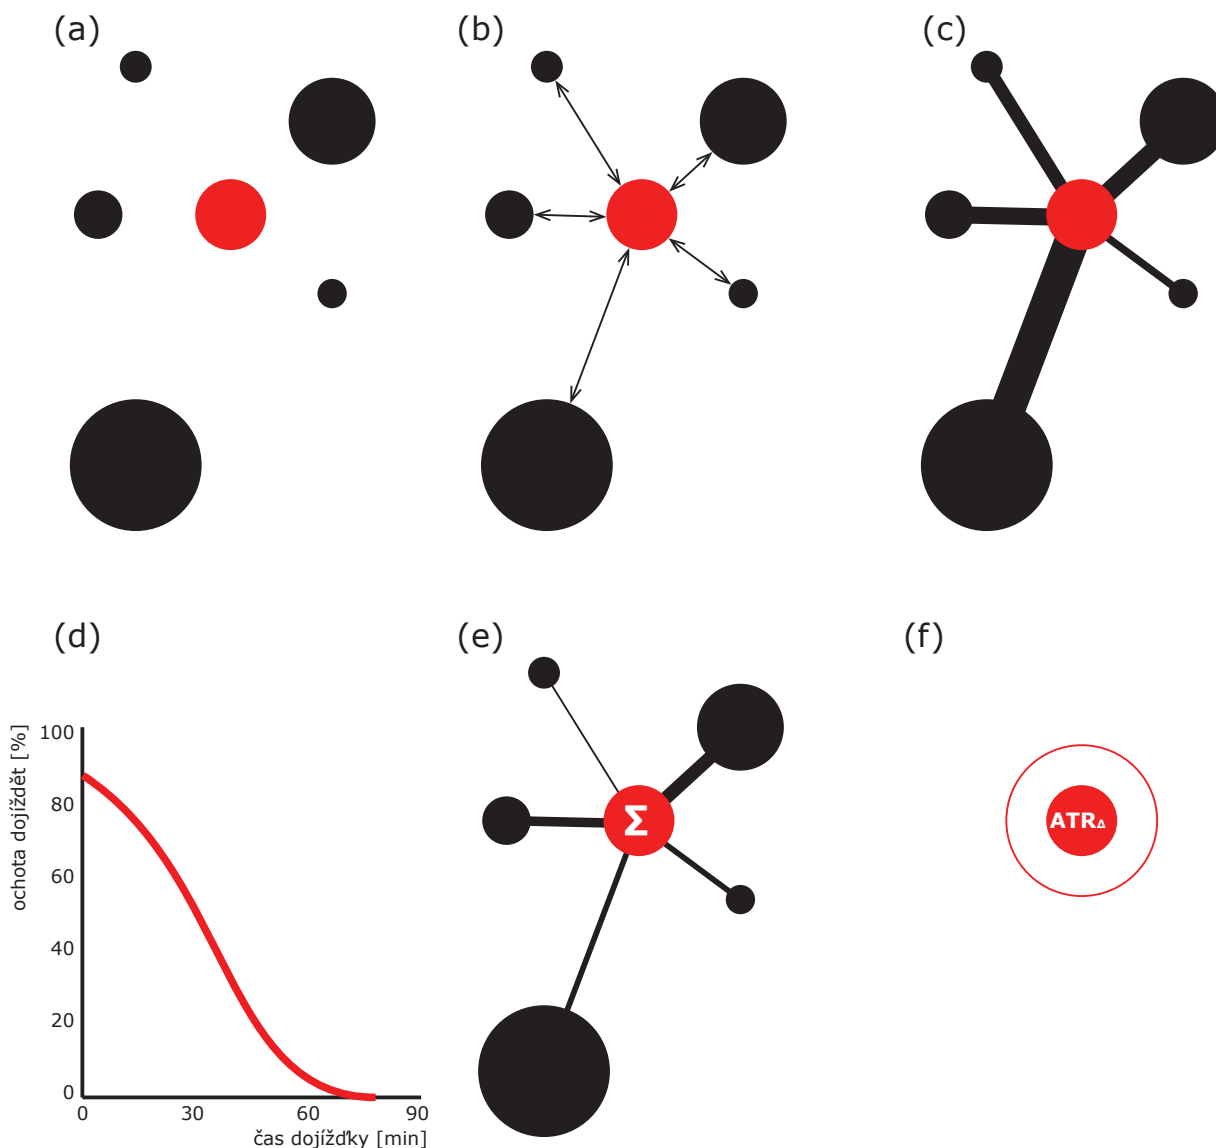 (a)
(b)
(c)
(d)
(e)
(f)
ochota dojíždět [%]
100
80
60
40
20
0
0 30 60 90
čas dojížďky [min]
Σ
ATRΔ